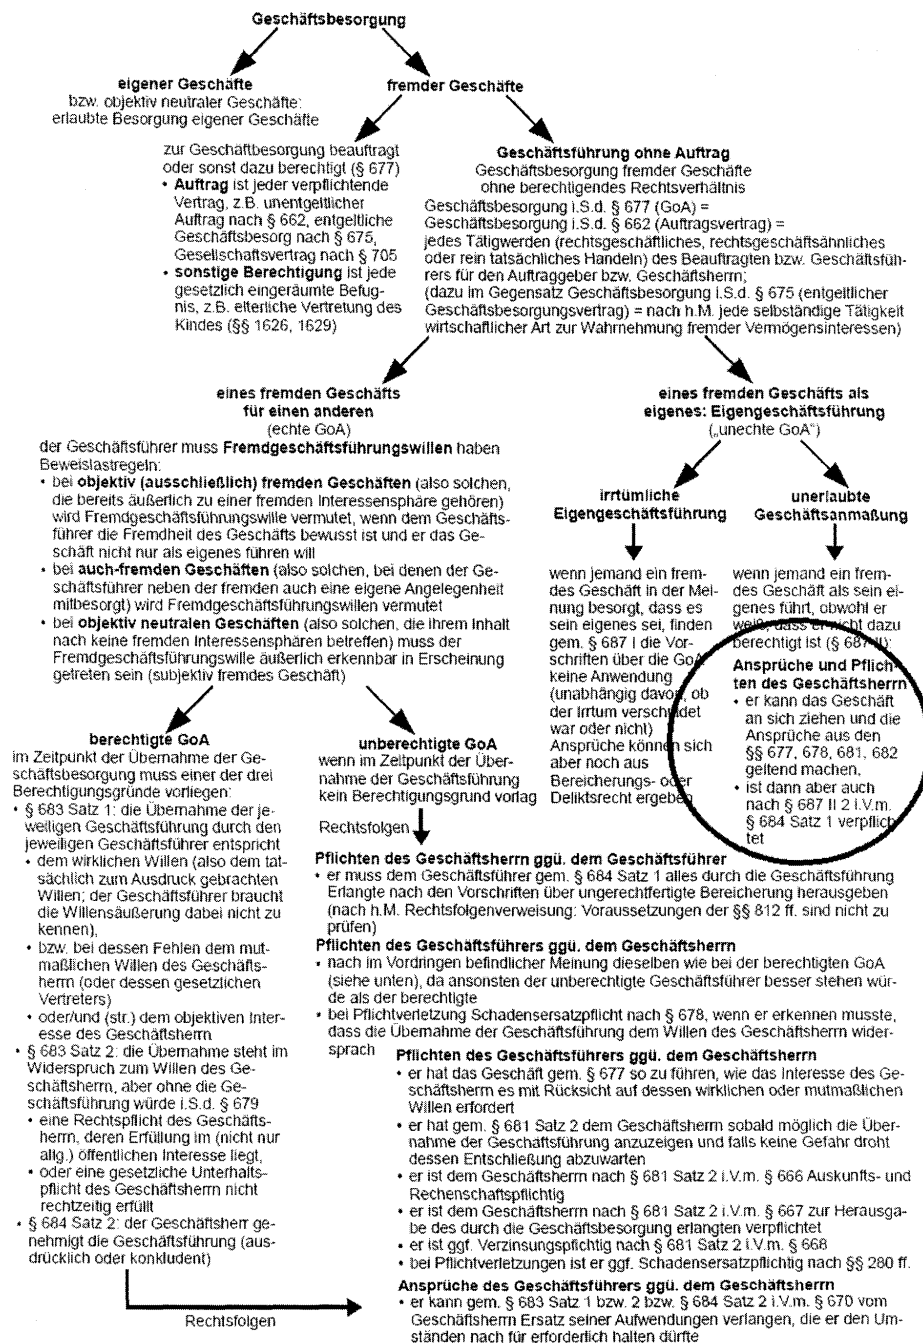 Geschäftsbesorgung
eigener Geschäfte
bzw. objektiv neutraler Geschäfte:
erlaubte Besorgung eigener Geschäfte
fremder Geschäfte
zur Geschäftbesorgung beauftragt
oder sonst dazu berechtigt (§ 677)
• Auftrag ist jeder verpflichtende
Vertrag, z.B. unentgeltlicher
Auftrag nach § 662, entgeltliche
Geschäftsbesorg nach § 675,
Gesellschaftsvertrag nach § 705
• sonstige Berechtigung ist jede
gesetzlich eingeräumte Befug-
nis, z.B. elterliche Vertretung des
Kindes (§§ 1626, 1629)
Geschäftsführung ohne Auftrag
Geschäftsbesorgung fremder Geschäfte
ohne berechtigendes Rechtsverhältnis
Geschäftsbesorgung i.S.d. § 677 (GoA) =
Geschäftsbesorgung i.S.d. § 662 (Auftragsvertrag) =
jedes Tätigwerden (rechtsgeschäftliches, rechtsgeschäftsähnliches
oder rein tatsächliches Handeln) des Beauftragten bzw. Geschäftsfüh-
rers für den Auftraggeber bzw. Geschäftsherrn;
(dazu im Gegensatz Geschäftsbesorgung i.S.d. § 675 (entgeltlicher
Geschäftsbesorgungsvertrag) = nach h.M. jede selbständige Tätigkeit
wirtschaftlicher Art zur Wahrnehmung fremder Vermögensinteressen)
eines fremden Geschäfts
für einen anderen
(echte GoA)
der Geschäftsführer muss Fremdgeschäftsführungswillen haben
Beweislastregeln:
• bei objektiv (ausschließlich) fremden Geschäften (also solchen,
die bereits äußerlich zu einer fremden Interessensphäre gehören)
wird Fremdgeschäftsführungswille vermutet, wenn dem Geschäfts-
führer die Fremdheit des Geschäfts bewusst ist und er das Ge-
schäft nicht nur als eigenes führen will
• bei auch-fremden Geschäften (also solchen, bei denen der Ge-
schäftsführer neben der fremden auch eine eigene Angelegenheit
mitbesorgt) wird Fremdgeschäftsführungswillen vermutet
• bei objektiv neutralen Geschäften (also solchen, die ihrem Inhalt
nach keine fremden Interessensphären betreffen) muss der
Fremdgeschäftsführungswille äußerlich erkennbar in Erscheinung
getreten sein (subjektiv fremdes Geschäft)
eines fremden Geschäfts als
eigenes: Eigengeschäftsführung
(„unechte GoA“)
irrtümliche
Eigengeschäftsführung
wenn jemand ein frem-
des Geschäft in der Mei-
nung besorgt, dass es
sein eigenes sei, finden
gem. § 687 I die Vor-
schriften über die GoA
keine Anwendung
(unabhängig davon, ob
der Irrtum verschuldet
war oder nicht)
Ansprüche können sich
aber noch aus
Bereicherungs- oder
Deliktsrecht ergeben
unerlaubte
Geschäftsanmaßung
wenn jemand ein frem-
des Geschäft als sein ei-
genes führt, obwohl er
weiß, dass er nicht dazu
berechtigt ist (§ 687 II):
Ansprüche und Pflich-
ten des Geschäftsherrn
• er kann das Geschäft
an sich ziehen und die
Ansprüche aus den
§§ 677, 678, 681, 682
geltend machen,
• ist dann aber auch
nach § 687 II 2 i.V.m.
§ 684 Satz 1 verpflich
tet
berechtigte GoA
im Zeitpunkt der Übernahme der Ge-
schäftsbesorgung muss einer der drei
Berechtigungsgründe vorliegen:
• § 683 Satz 1: die Übernahme der je-
weiligen Geschäftsführung durch den
jeweiligen Geschäftsführer entspricht
• dem wirklichen Willen (also dem tat-
sächlich zum Ausdruck gebrachten
Willen; der Geschäftsführer braucht
die Willensäußerung dabei nicht zu
kennen),
• bzw. bei dessen Fehlen dem mut-
maßlichen Willen des Geschäfts-
herrn (oder dessen gesetzlichen
Vertreters)
• oder/und (str.) dem objektiven Inter-
esse des Geschäftsherrn
• § 683 Satz 2: die Übernahme steht im
Widerspruch zum Willen des Ge-
schäftsherrn, aber ohne die Ge-
schäftsführung würde i.S.d. § 679
• eine Rechtspflicht des Geschäfts-
herrn, deren Erfüllung im (nicht nur
allg.) öffentlichen Interesse liegt,
• oder eine gesetzliche Unterhalts-
pflicht des Geschäftsherrn nicht
rechtzeitig erfüllt
• § 684 Satz 2: der Geschäftsherr ge-
nehmigt die Geschäftsführung (aus-
drücklich oder konkludent)
unberechtigte GoA
wenn im Zeitpunkt der Über-
nahme der Geschäftsführung
kein Berechtigungsgrund vorlag
Rechtsfolgen
Pflichten des Geschäftsherrn ggü. dem Geschäftsführer
• er muss dem Geschäftsführer gem. § 684 Satz 1 alles durch die Geschäftsführung
Erlangte nach den Vorschriften über ungerechtfertigte Bereicherung herausgeben
(nach h.M. Rechtsfolgenverweisung: Voraussetzungen der §§ 812 ff. sind nicht zu
prüfen)
Pflichten des Geschäftsführers ggü. dem Geschäftsherrn
• nach im Vordringen befindlicher Meinung dieselben wie bei der berechtigten GoA
(siehe unten), da ansonsten der unberechtigte Geschäftsführer besser stehen wür-
de als der berechtigte
• bei Pflichtverletzung Schadensersatzpflicht nach § 678, wenn er erkennen musste,
dass die Übernahme der Geschäftsführung dem Willen des Geschäftsherrn wider-
sprach
Pflichten des Geschäftsführers ggü. dem Geschäftsherrn
• er hat das Geschäft gem. § 677 so zu führen, wie das Interesse des Ge-
schäftsherrn es mit Rücksicht auf dessen wirklichen oder mutmaßlichen
Willen erfordert
• er hat gem. § 681 Satz 2 dem Geschäftsherrn sobald möglich die Über-
nahme der Geschäftsführung anzuzeigen und falls keine Gefahr droht
dessen Entschließung abzuwarten
• er ist dem Geschäftsherrn nach § 681 Satz 2 i.V.m. § 666 Auskunfts- und
Rechenschaftspflichtig
• er ist dem Geschäftsherrn nach § 681 Satz 2 i.V.m. § 667 zur Herausga-
be des durch die Geschäftsbesorgung erlangten verpflichtet
• er ist ggf. Verzinsungspflichtig nach § 681 Satz 2 i.V.m. § 668
• bei Pflichtverletzungen ist er ggf. Schadensersatzpflichtig nach §§ 280 ff.
Rechtsfolgen
Ansprüche des Geschäftsführers ggü. dem Geschäftsherrn
• er kann gem. § 683 Satz 1 bzw. 2 bzw. § 684 Satz 2 i.V.m. § 670 vom
Geschäftsherrn Ersatz seiner Aufwendungen verlangen, die er den Um-
ständen nach für erforderlich halten dürfte